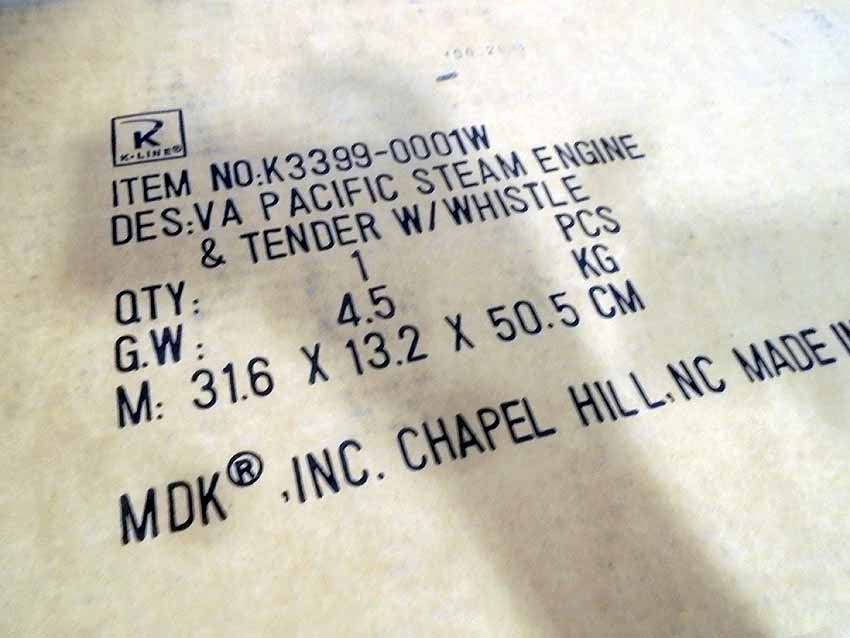 K
K-LINE®
ITEM NO:K3399-0001W
DES:VA PACIFIC STEAM ENGINE
& TENDER W/WHISTLE
QTY: 1 PCS
G.W: 4.5 KG
M: 31.6 X 13.2 X 50.5 CM
MDK® ,INC. CHAPEL HILL,NC MADE